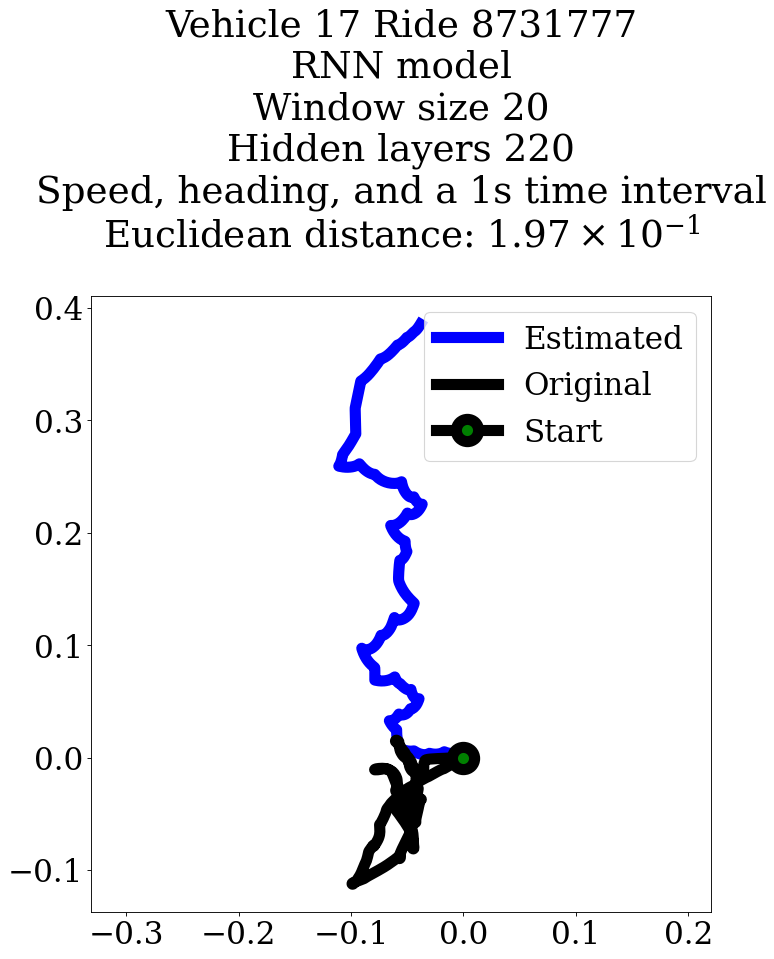 Vehicle 17 Ride 8731777
RNN model
Window size 20
Hidden layers 220
Speed, heading, and a 1s time interval
Euclidean distance: 1.97 × 10⁻¹
Estimated
Original
Start
0.4
0.3
0.2
0.1
0.0
−0.1
−0.3 −0.2 −0.1 0.0 0.1 0.2